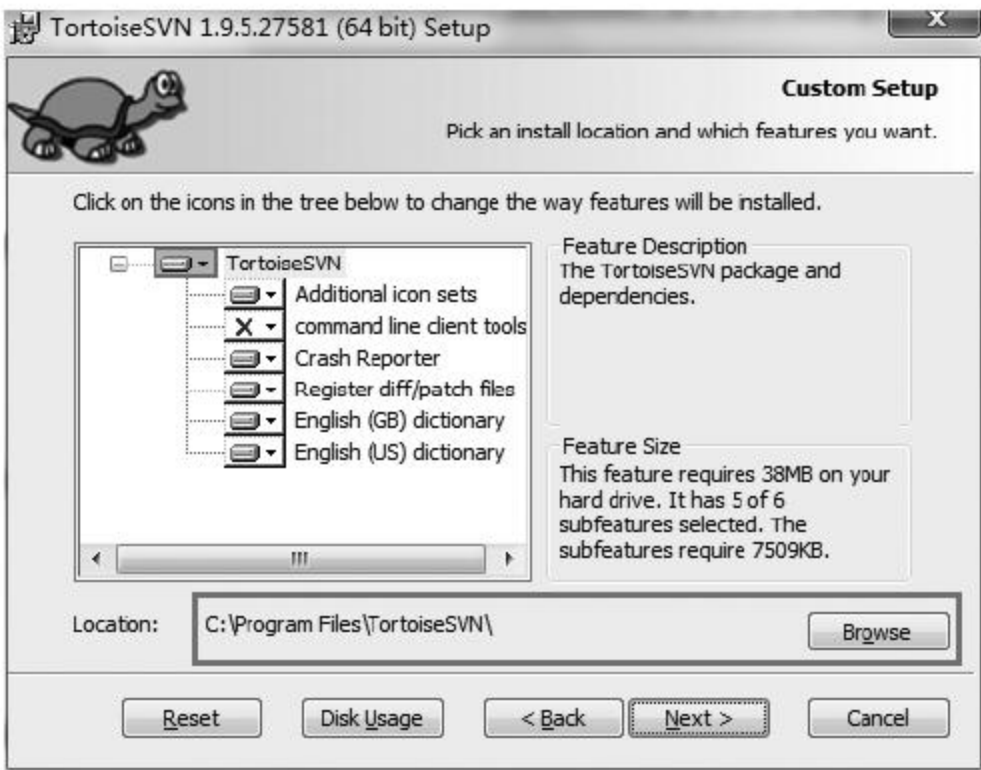 TortoiseSVN 1.9.5.27581 (64 bit) Setup
X
Custom Setup
Pick an install location and which features you want.
Click on the icons in the tree below to change the way features will be installed.
TortoiseSVN
Additional icon sets
command line client tools
Crash Reporter
Register diff/patch files
English (GB) dictionary
English (US) dictionary
Feature Description
The TortoiseSVN package and
dependencies.
Feature Size
This feature requires 38MB on your
hard drive. It has 5 of 6
subfeatures selected. The
subfeatures require 7509KB.
Location:
C:\Program Files\TortoiseSVN\
Browse
Reset
Disk Usage
< Back
Next >
Cancel